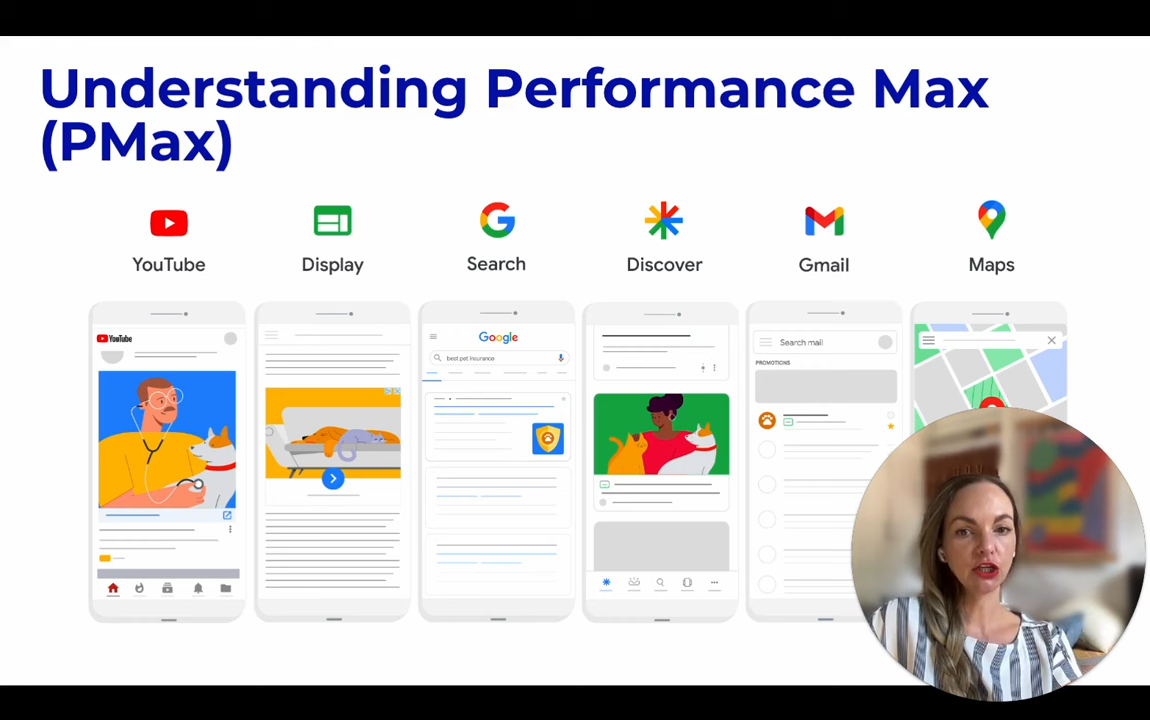 Understanding Performance Max
(PMax)
YouTube
Display
Search
Discover
Gmail
Maps
YouTube
Google
best pet insurance
Search mail
PROMOTIONS